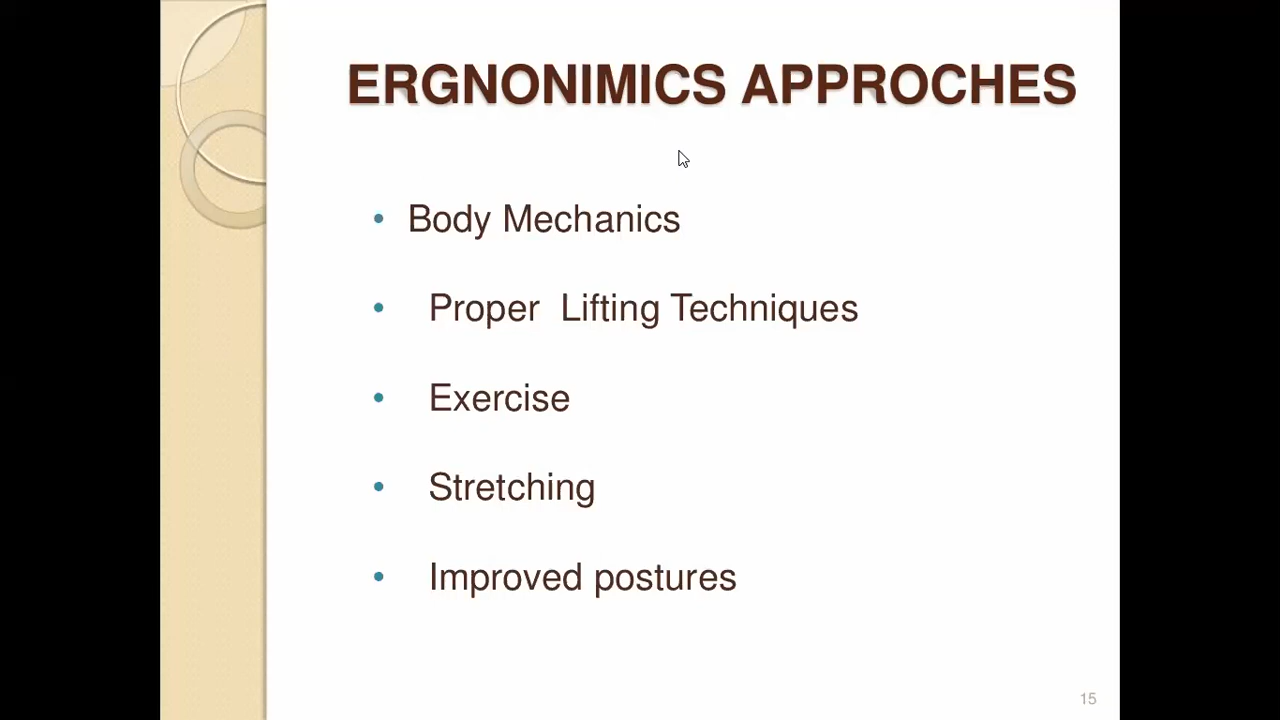 ERGNONIMICS APPROCHES
• Body Mechanics
• Proper Lifting Techniques
• Exercise
• Stretching
• Improved postures
15